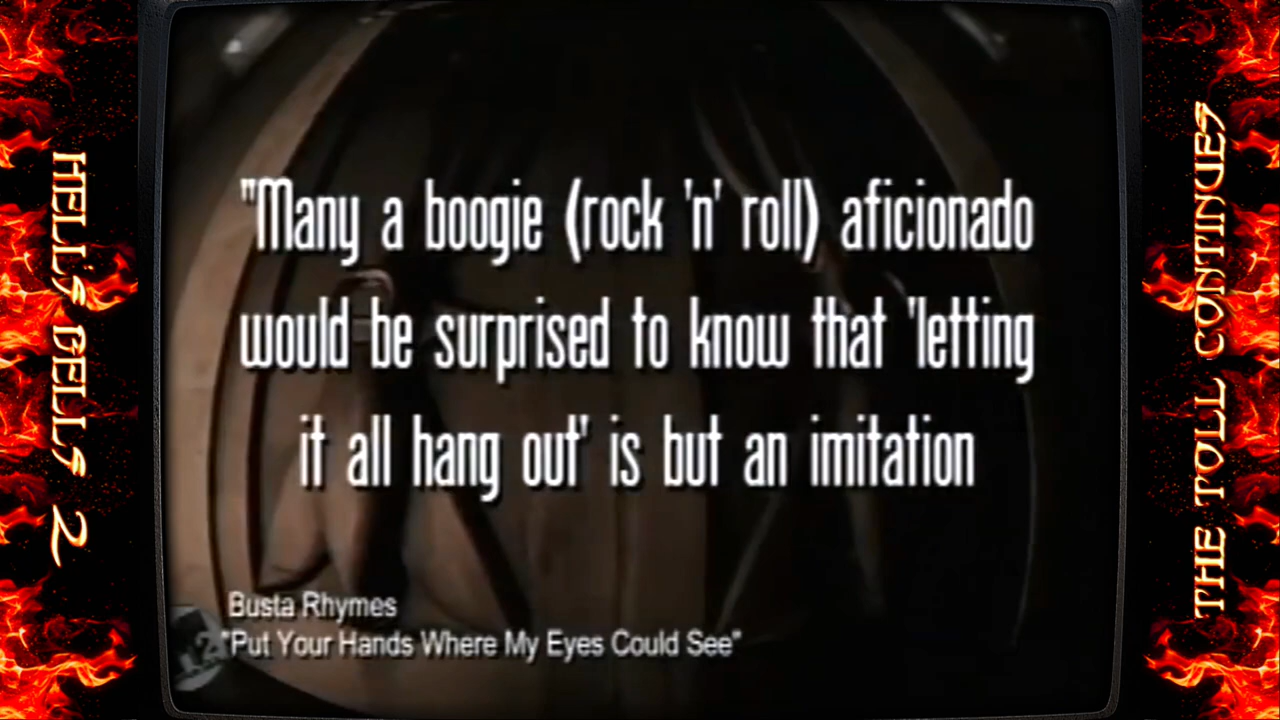 "Many a boogie (rock 'n' roll) aficionado
would be surprised to know that 'letting
it all hang out' is but an imitation
Busta Rhymes
"Put Your Hands Where My Eyes Could See"
HELL'S BELLS 2
THE TOLL CONTINUES